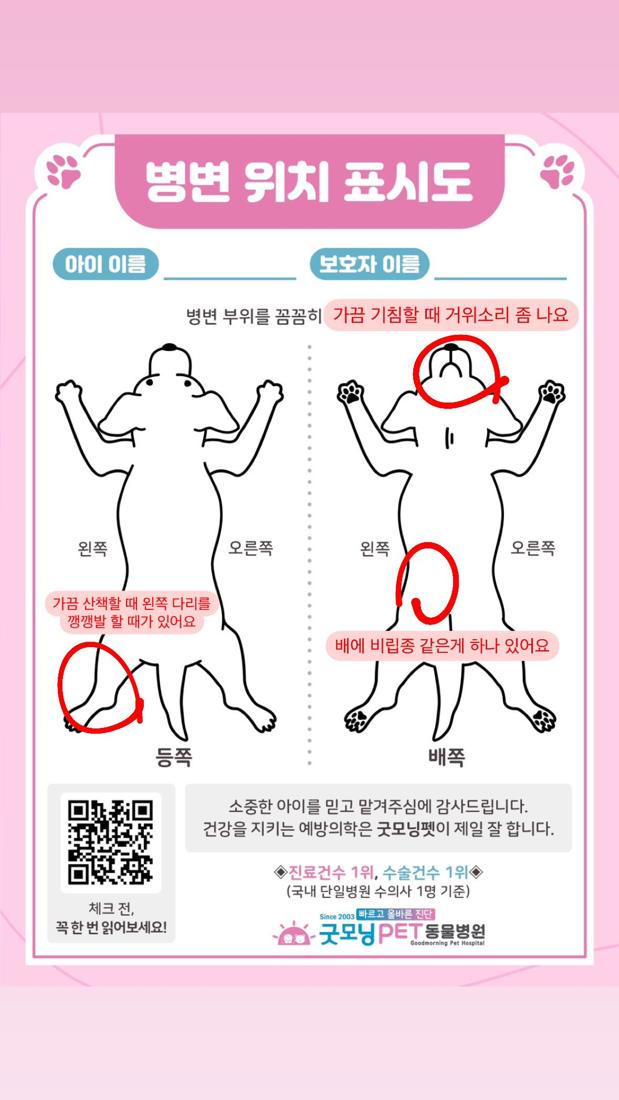 병변 위치 표시도
아이 이름
보호자 이름
병변 부위를 꼼꼼히
가끔 기침할 때 거위소리 좀 나요
왼쪽
오른쪽
왼쪽
오른쪽
가끔 산책할 때 왼쪽 다리를
깽깽발 할 때가 있어요
배에 비립종 같은게 하나 있어요
등쪽
배쪽
소중한 아이를 믿고 맡겨주심에 감사드립니다.
건강을 지키는 예방의학은 굿모닝펫이 제일 잘 합니다.
체크 전,
꼭 한 번 읽어보세요!
◈진료건수 1위, 수술건수 1위◈
(국내 단일병원 수의사 1명 기준)
Since 2003 빠르고 올바른 진단
굿모닝PET동물병원
Goodmorning Pet Hospital